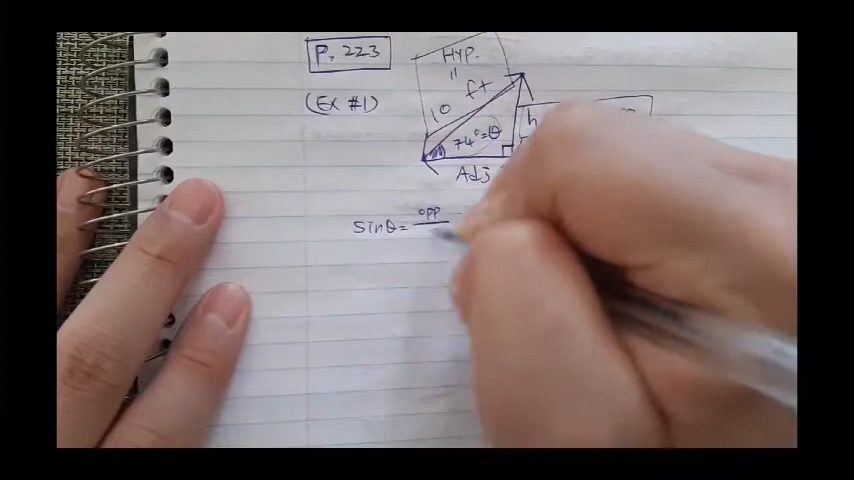 P. 223
HYP.
"
10 ft
(Ex #1)
h
74°=θ
Adj
sinθ= opp